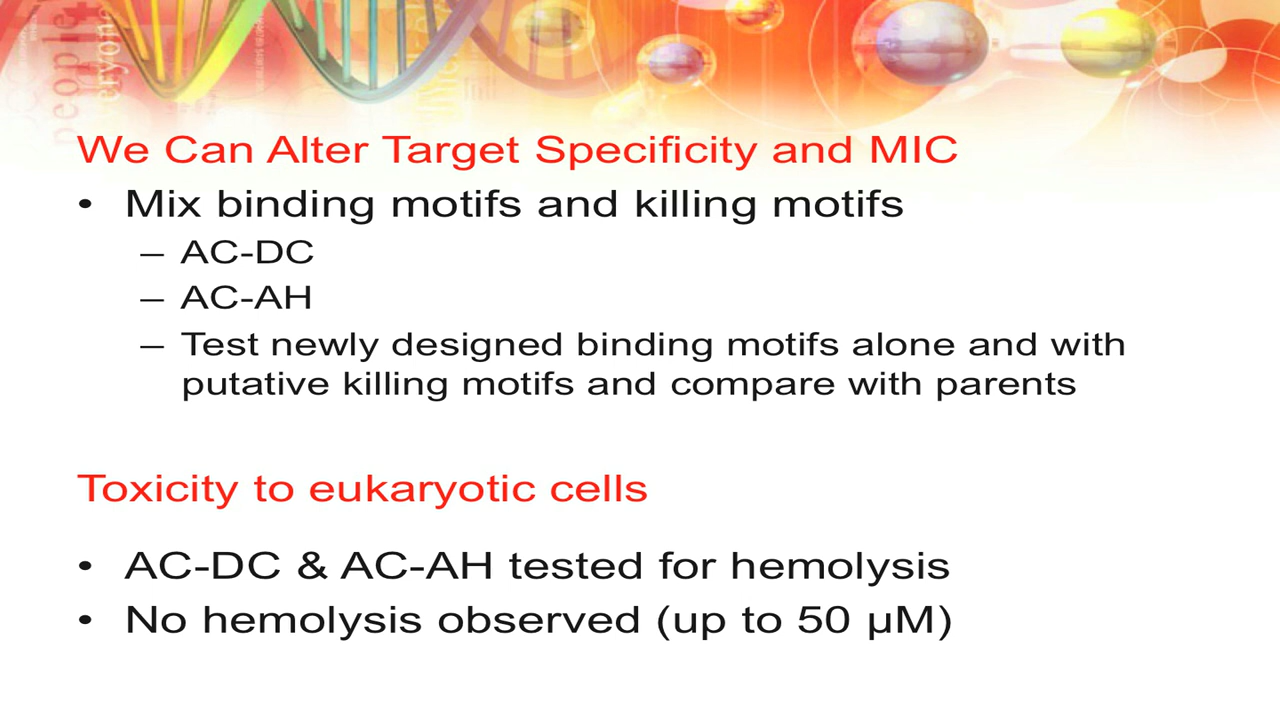 We Can Alter Target Specificity and MIC
• Mix binding motifs and killing motifs
– AC-DC
– AC-AH
– Test newly designed binding motifs alone and with
putative killing motifs and compare with parents
Toxicity to eukaryotic cells
• AC-DC & AC-AH tested for hemolysis
• No hemolysis observed (up to 50 µM)